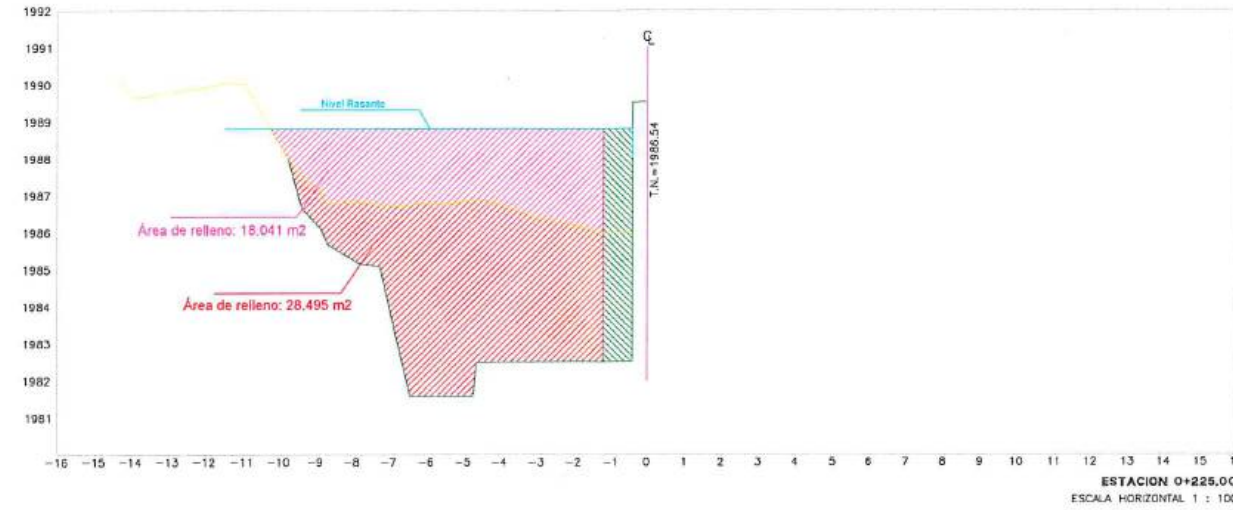 1992
1991
1990
1989
1988
1987
1986
1985
1984
1983
1982
1981
℄
Nivel Rasante
T.N.=1986.54
Área de relleno: 18.041 m2
Área de relleno: 28.495 m2
-16 -15 -14 -13 -12 -11 -10 -9 -8 -7 -6 -5 -4 -3 -2 -1 0 1 2 3 4 5 6 7 8 9 10 11 12 13 14 15 1
ESTACION 0+225.00
ESCALA HORIZONTAL 1 : 100